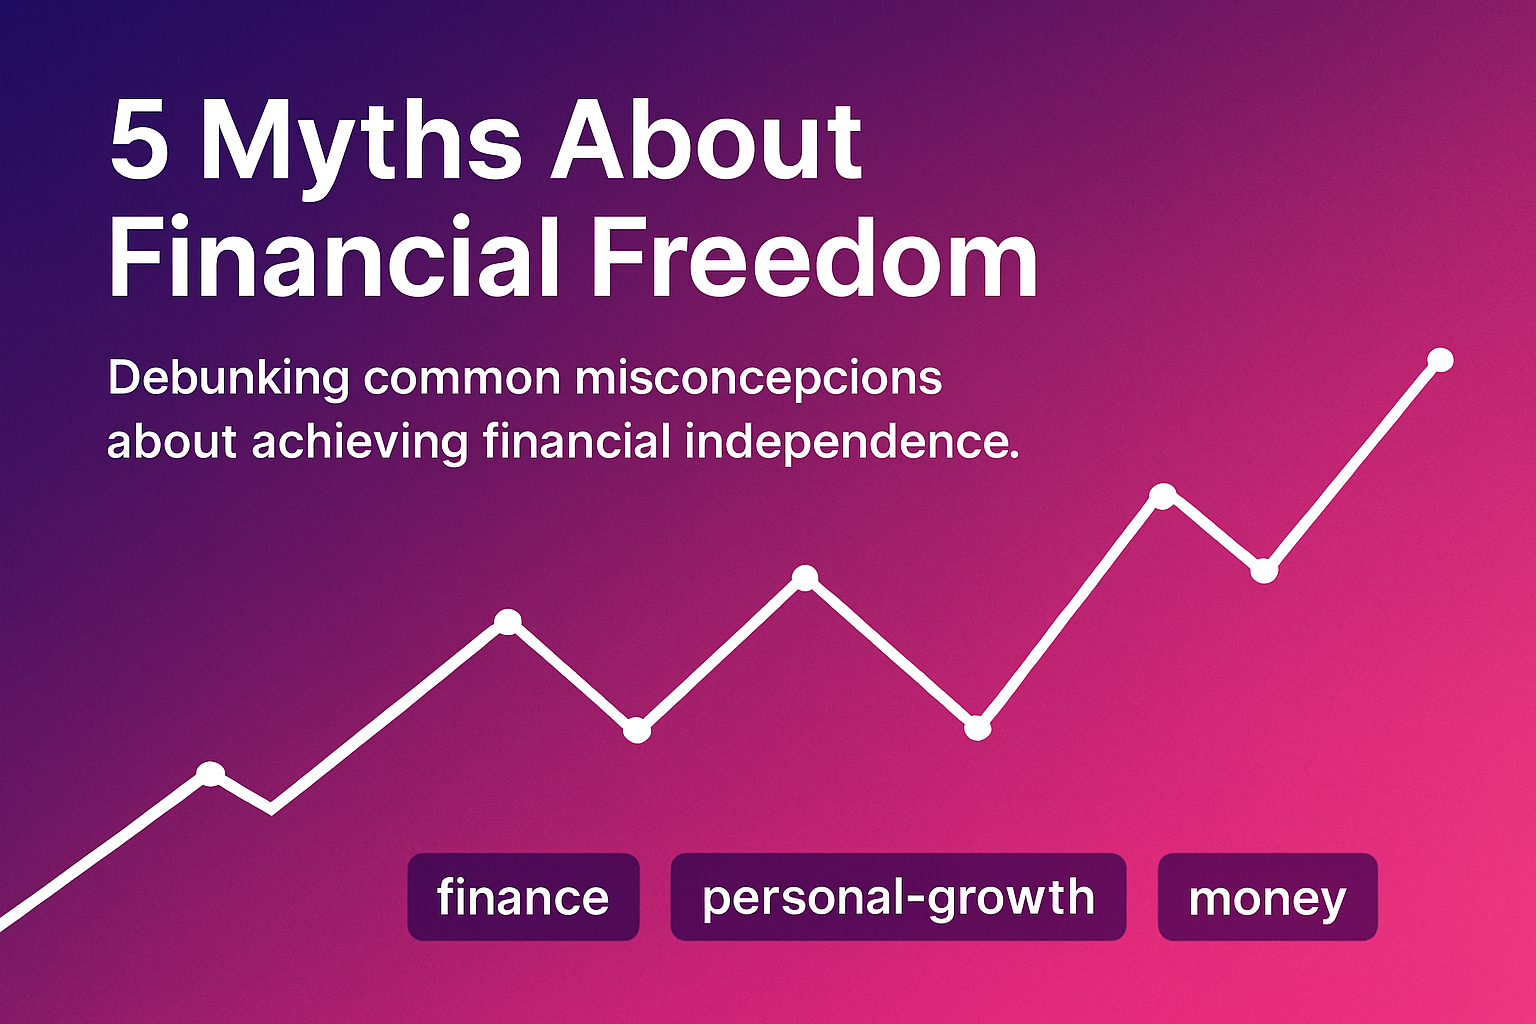 5 Myths About
Financial Freedom
Debunking common misconcepcions
about achieving financial independence.
finance
personal-growth
money